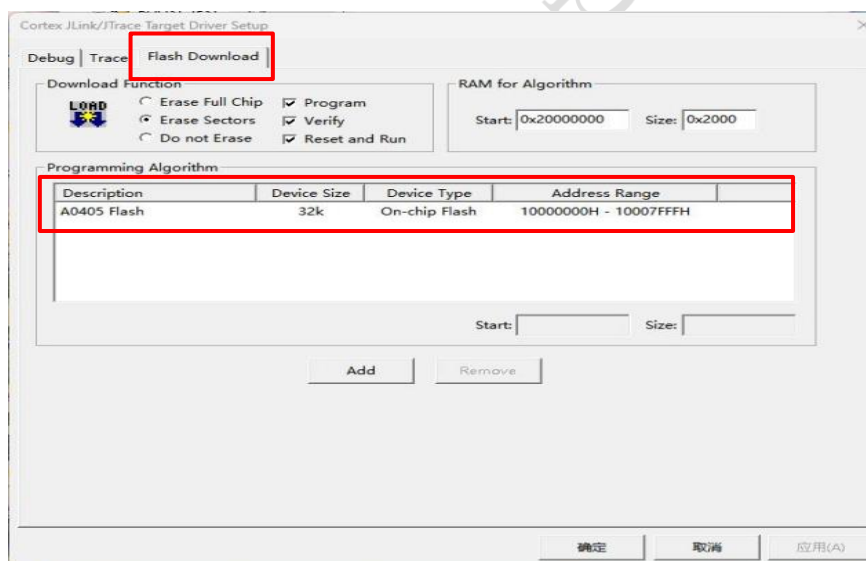 Cortex JLink/JTrace Target Driver Setup
Debug Trace Flash Download
Download Function RAM for Algorithm
LOAD Erase Full Chip Program
Erase Sectors Verify Start: 0x20000000 Size: 0x2000
Do not Erase Reset and Run
Programming Algorithm
Description Device Size Device Type Address Range
A0405 Flash 32k On-chip Flash 10000000H - 10007FFFH
Start: Size:
Add Remove
确定 取消 应用(A)